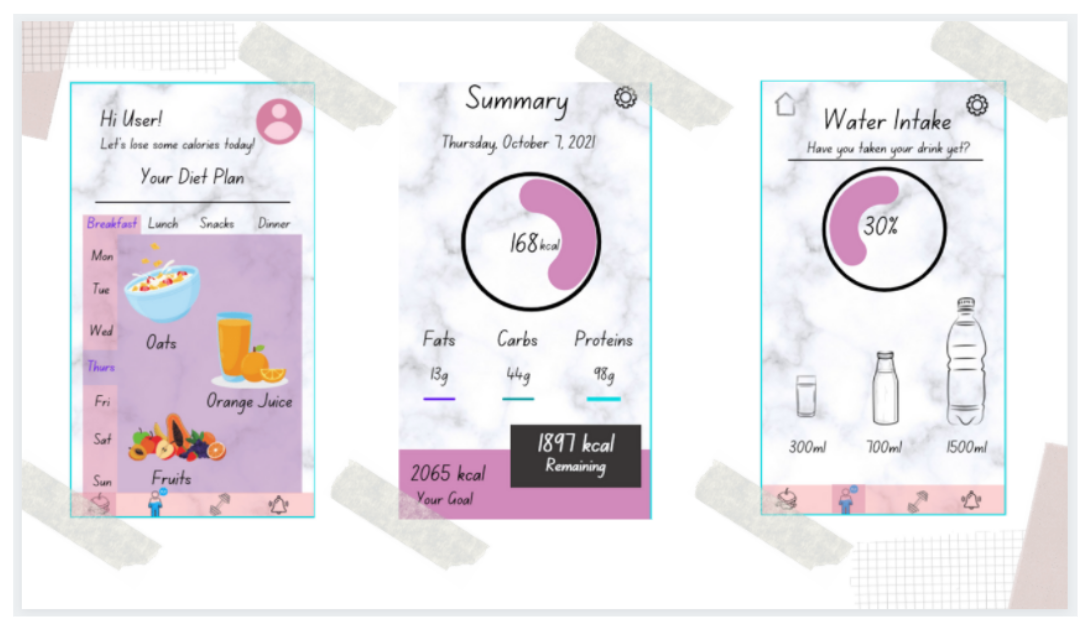 Hi User!
Let's lose some calories today!
Your Diet Plan
Breakfast Lunch Snacks Dinner
Mon
Tue
Wed
Thurs
Fri
Sat
Sun
Oats
Orange Juice
Fruits
Summary
Thursday, October 7, 2021
168 kcal
Fats Carbs Proteins
13g 44g 98g
1897 kcal
Remaining
2065 kcal
Your Goal
Water Intake
Have you taken your drink yet?
30%
300ml 700ml 1500ml